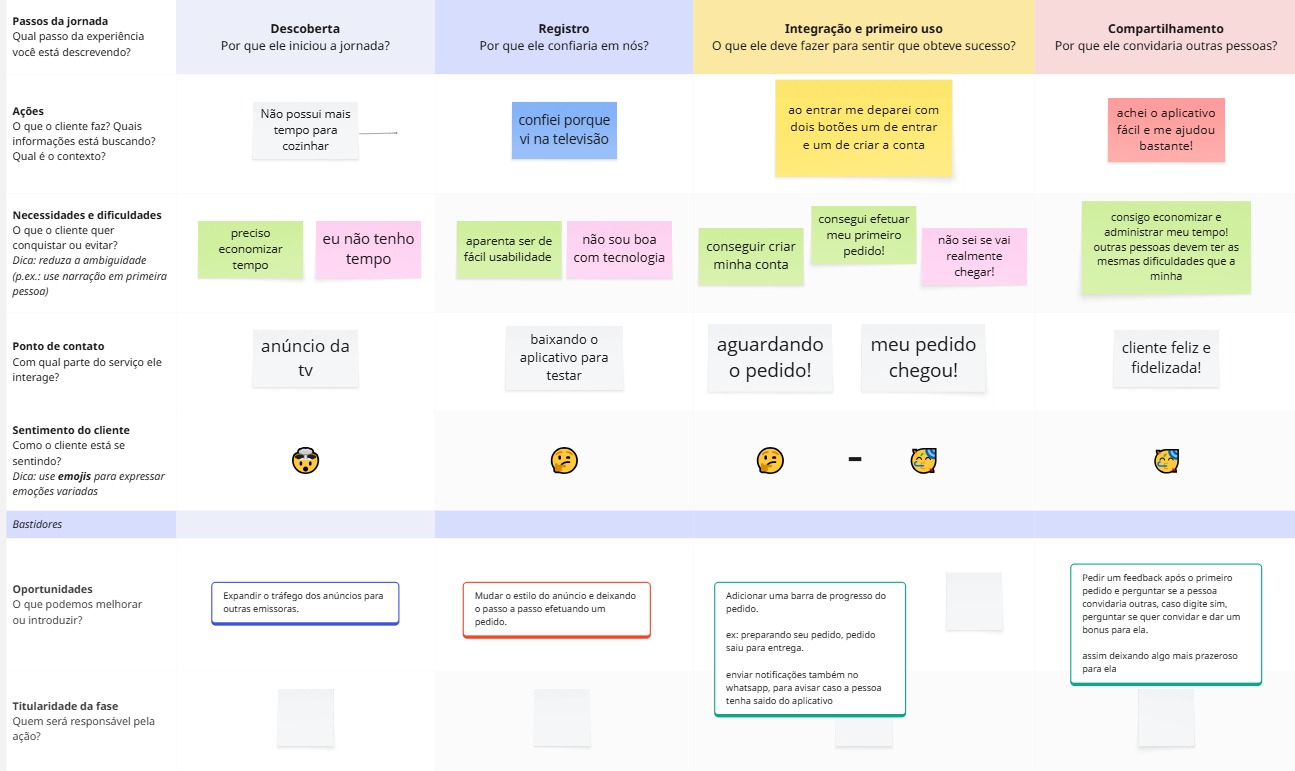 Passos da jornada
Qual passo da experiência
você está descrevendo?
Descoberta
Por que ele iniciou a jornada?
Registro
Por que ele confiaria em nós?
Integração e primeiro uso
O que ele deve fazer para sentir que obteve sucesso?
Compartilhamento
Por que ele convidaria outras pessoas?
Ações
O que o cliente faz? Quais
informações está buscando?
Qual é o contexto?
Não possui mais
tempo para
cozinhar
confiei porque
vi na televisão
ao entrar me deparei com
dois botões um de entrar
e um de criar a conta
achei o aplicativo
fácil e me ajudou
bastante!
Necessidades e dificuldades
O que o cliente quer
conquistar ou evitar?
Dica: reduza a ambiguidade
(p.ex.: use narração em primeira
pessoa)
preciso
economizar
tempo
eu não tenho
tempo
aparenta ser de
fácil usabilidade
não sou boa
com tecnologia
conseguir criar
minha conta
consegui efetuar
meu primeiro
pedido!
não sei se vai
realmente
chegar!
consigo economizar e
administrar meu tempo!
outras pessoas devem ter as
mesmas dificuldades que a
minha
Ponto de contato
Com qual parte do serviço ele
interage?
anúncio da
tv
baixando o
aplicativo para
testar
aguardando
o pedido!
meu pedido
chegou!
cliente feliz e
fidelizada!
Sentimento do cliente
Como o cliente está se
sentindo?
Dica: use emojis para expressar
emoções variadas
-
Bastidores
Oportunidades
O que podemos melhorar
ou introduzir?
Expandir o tráfego dos anúncios para
outras emissoras.
Mudar o estilo do anúncio e deixando
o passo a passo efetuando um
pedido.
Adicionar uma barra de progresso do
pedido.
ex: preparando seu pedido, pedido
saiu para entrega.
enviar notificações também no
whatsapp, para avisar caso a pessoa
tenha saido do aplicativo
Pedir um feedback após o primeiro
pedido e perguntar se a pessoa
convidaria outras, caso digite sim,
perguntar se quer convidar e dar um
bonus para ela.
assim deixando algo mais prazeroso
para ela
Titularidade da fase
Quem será responsável pela
ação?